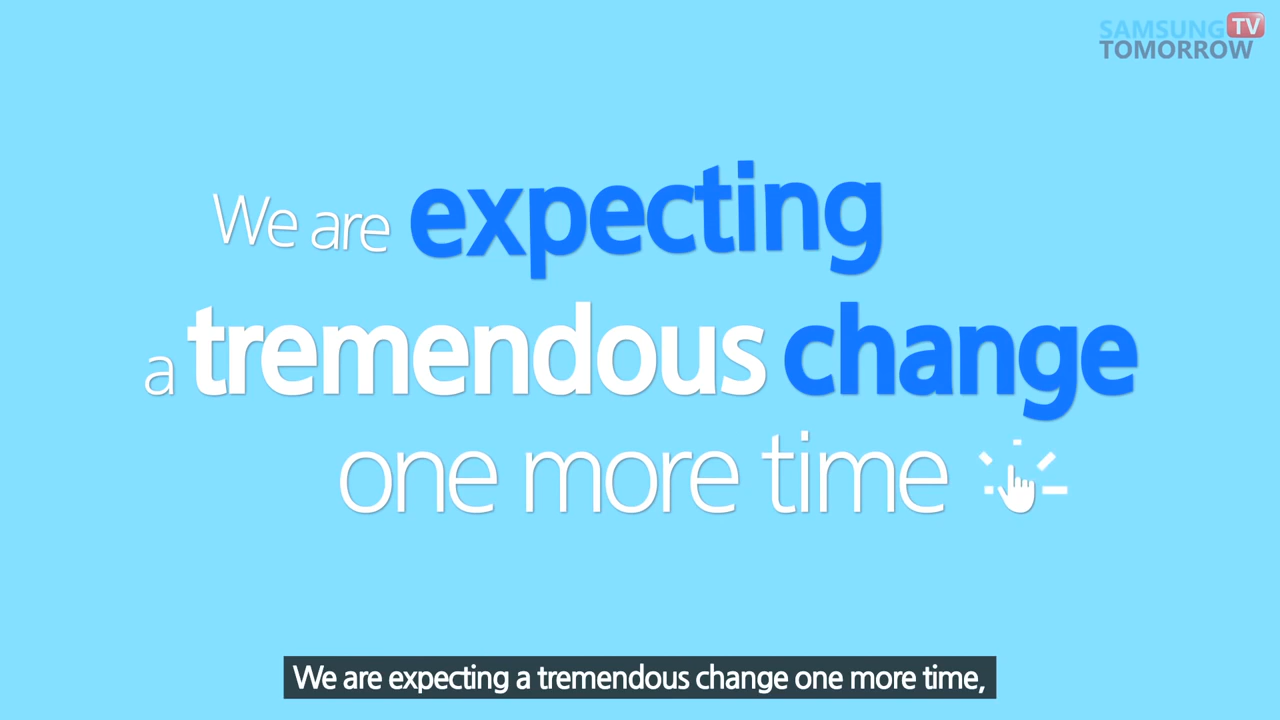 SAMSUNG TV
TOMORROW
We are expecting
a tremendous change
one more time
We are expecting a tremendous change one more time,